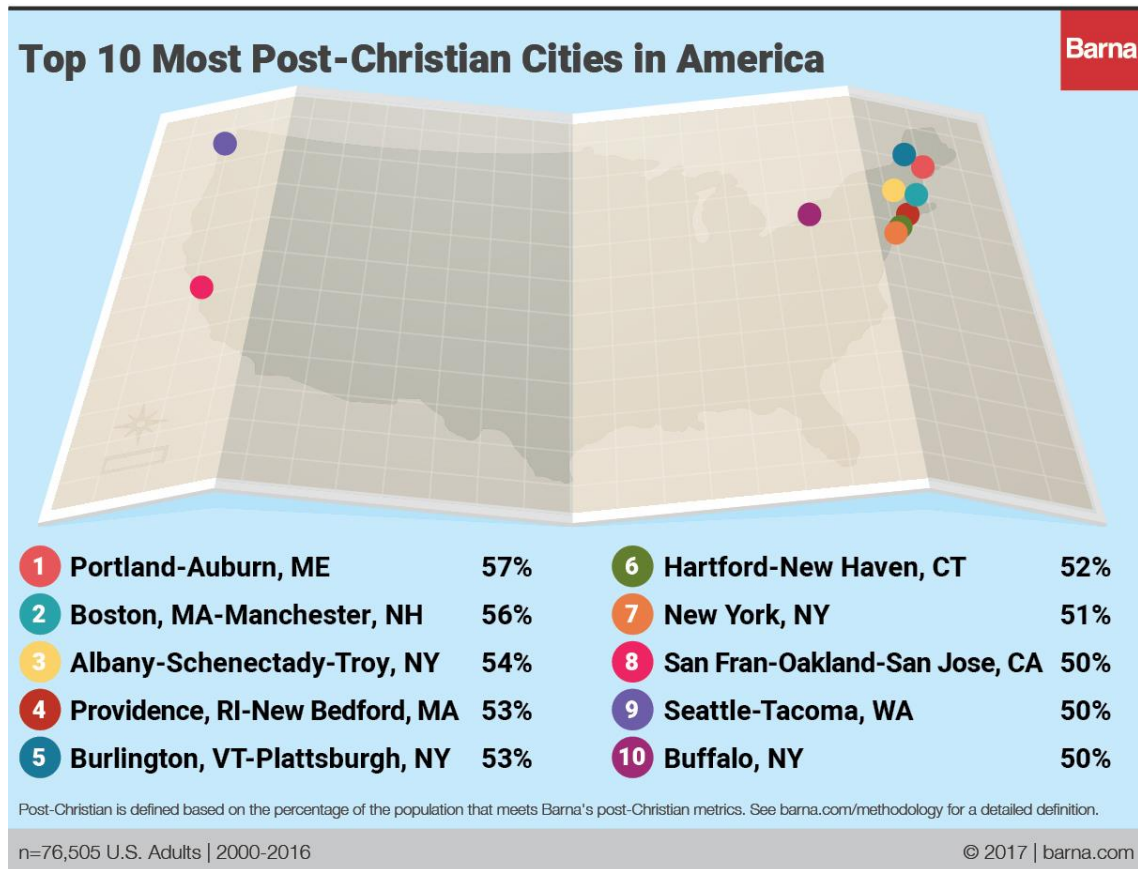 Top 10 Most Post-Christian Cities in America
Barna
1 Portland-Auburn, ME 57%
2 Boston, MA-Manchester, NH 56%
3 Albany-Schenectady-Troy, NY 54%
4 Providence, RI-New Bedford, MA 53%
5 Burlington, VT-Plattsburgh, NY 53%
6 Hartford-New Haven, CT 52%
7 New York, NY 51%
8 San Fran-Oakland-San Jose, CA 50%
9 Seattle-Tacoma, WA 50%
10 Buffalo, NY 50%
Post-Christian is defined based on the percentage of the population that meets Barna's post-Christian metrics. See barna.com/methodology for a detailed definition.
n=76,505 U.S. Adults | 2000-2016
© 2017 | barna.com